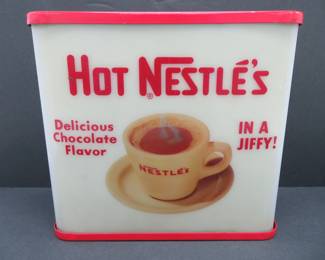 HOT NESTLÉ'S
®
Delicious
Chocolate
Flavor
IN A
JIFFY!
NESTLÉ'S